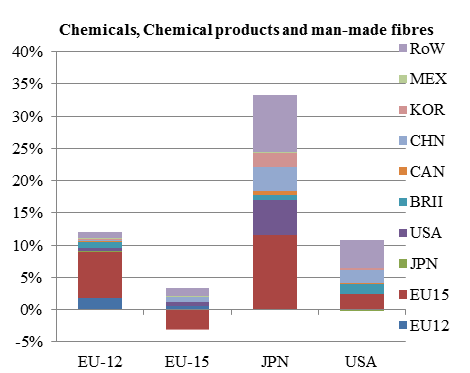 Chemicals, Chemical products and man-made fibres
40%
35%
30%
25%
20%
15%
10%
5%
0%
-5%
EU-12 EU-15 JPN USA
RoW
MEX
KOR
CHN
CAN
BRII
USA
JPN
EU15
EU12